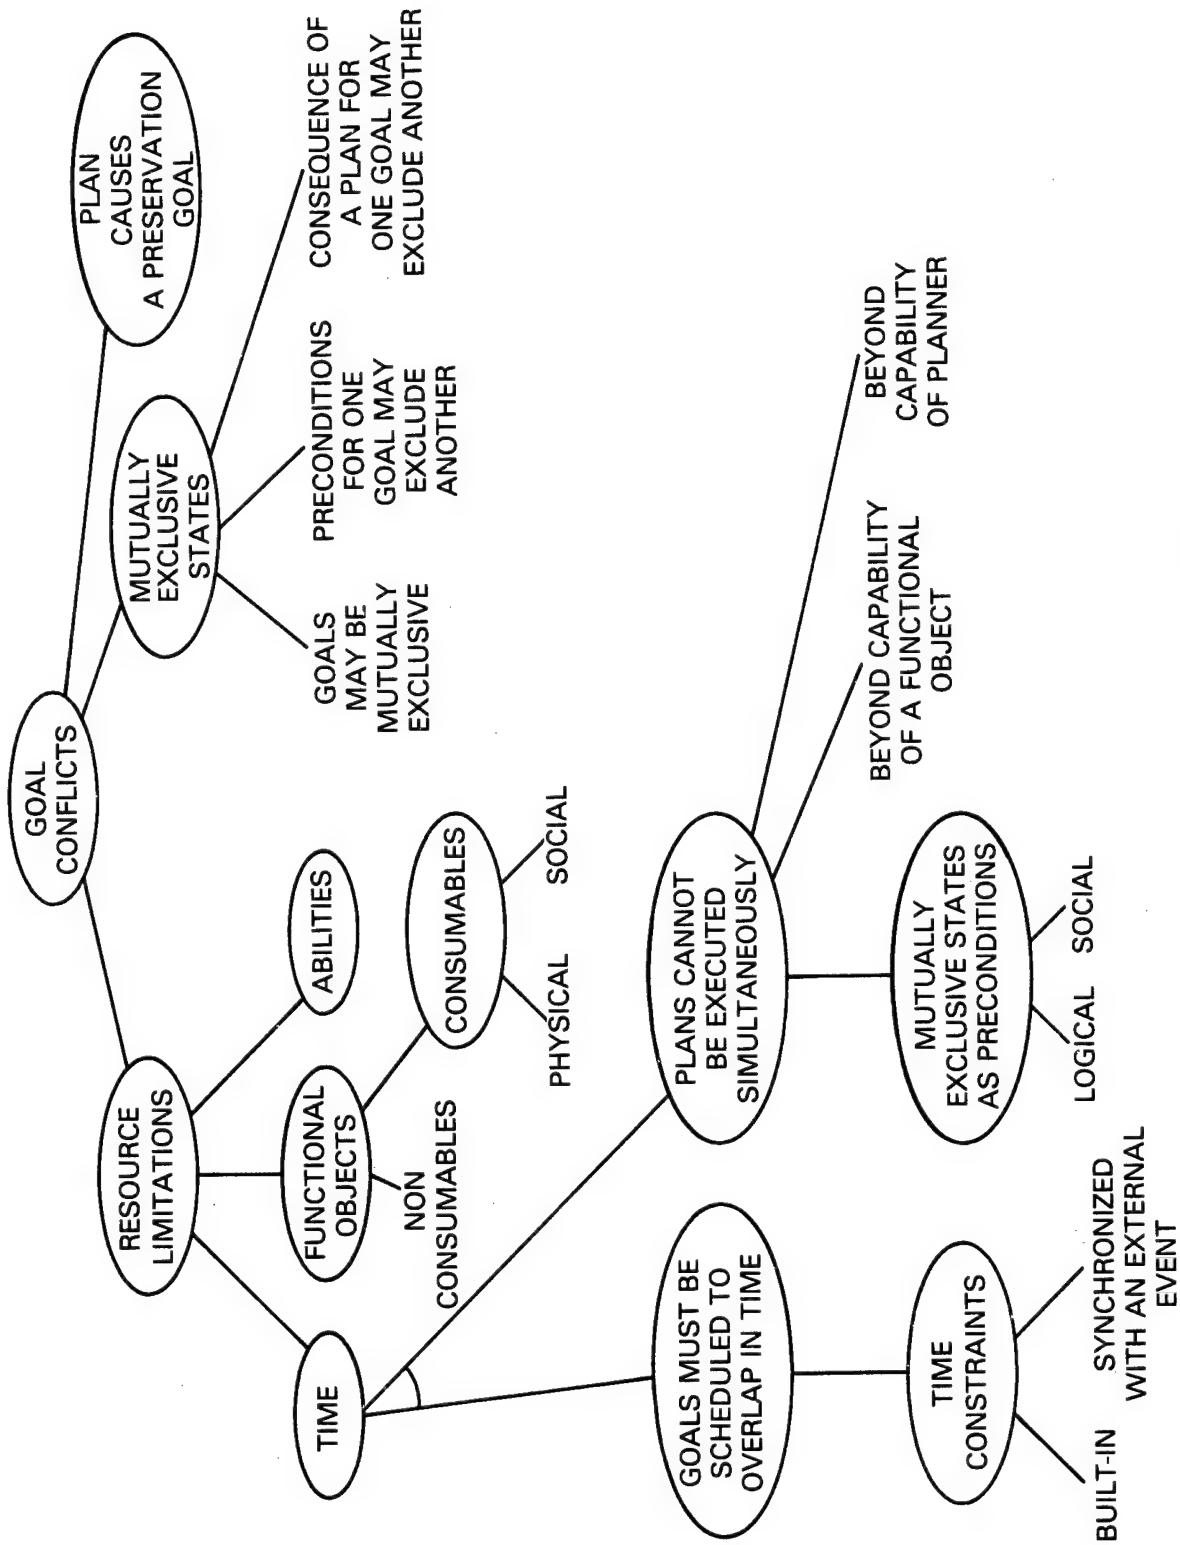 GOAL
CONFLICTS
RESOURCE
LIMITATIONS
MUTUALLY
EXCLUSIVE
STATES
PLAN
CAUSES
A PRESERVATION
GOAL
TIME
FUNCTIONAL
OBJECTS
ABILITIES
GOALS
MAY BE
MUTUALLY
EXCLUSIVE
PRECONDITIONS
FOR ONE
GOAL MAY
EXCLUDE
ANOTHER
CONSEQUENCE OF
A PLAN FOR
ONE GOAL MAY
EXCLUDE ANOTHER
NON
CONSUMABLES
CONSUMABLES
PHYSICAL
SOCIAL
GOALS MUST BE
SCHEDULED TO
OVERLAP IN TIME
PLANS CANNOT
BE EXECUTED
SIMULTANEOUSLY
TIME
CONSTRAINTS
MUTUALLY
EXCLUSIVE STATES
AS PRECONDITIONS
BEYOND CAPABILITY
OF A FUNCTIONAL
OBJECT
BEYOND
CAPABILITY
OF PLANNER
BUILT-IN
SYNCHRONIZED
WITH AN EXTERNAL
EVENT
LOGICAL
SOCIAL